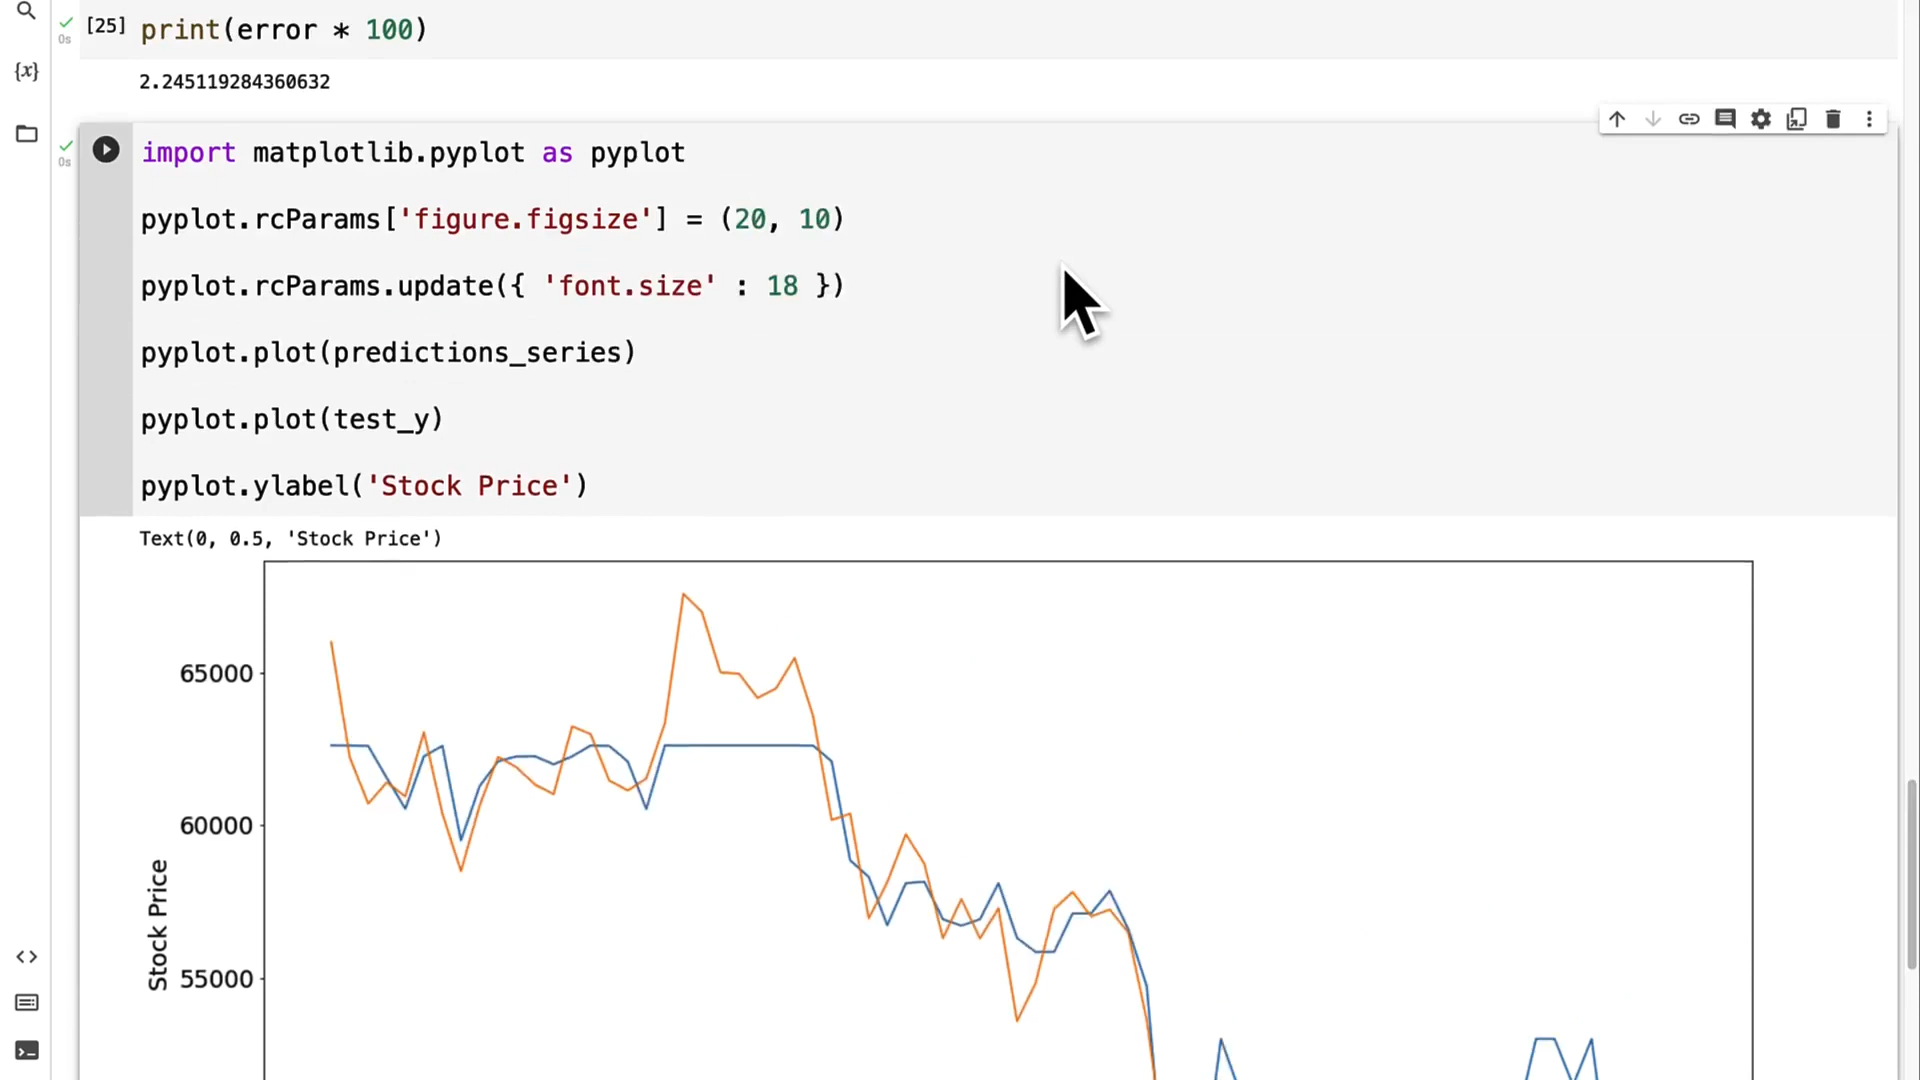 [25] print(error * 100)
0s
2.245119284360632
{x}
0s
import matplotlib.pyplot as pyplot
pyplot.rcParams['figure.figsize'] = (20, 10)
pyplot.rcParams.update({ 'font.size' : 18 })
pyplot.plot(predictions_series)
pyplot.plot(test_y)
pyplot.ylabel('Stock Price')
Text(0, 0.5, 'Stock Price')
65000
60000
Stock Price
55000